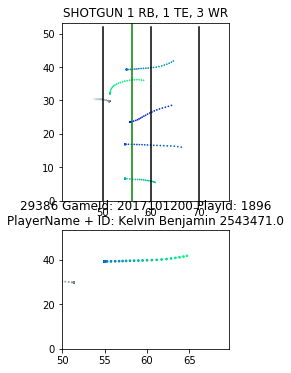 SHOTGUN 1 RB, 1 TE, 3 WR
50
40
30
20
10
0
50 60 70
29386 GameId: 2017101200 PlayId: 1896
PlayerName + ID: Kelvin Benjamin 2543471.0
40
20
0
50 55 60 65